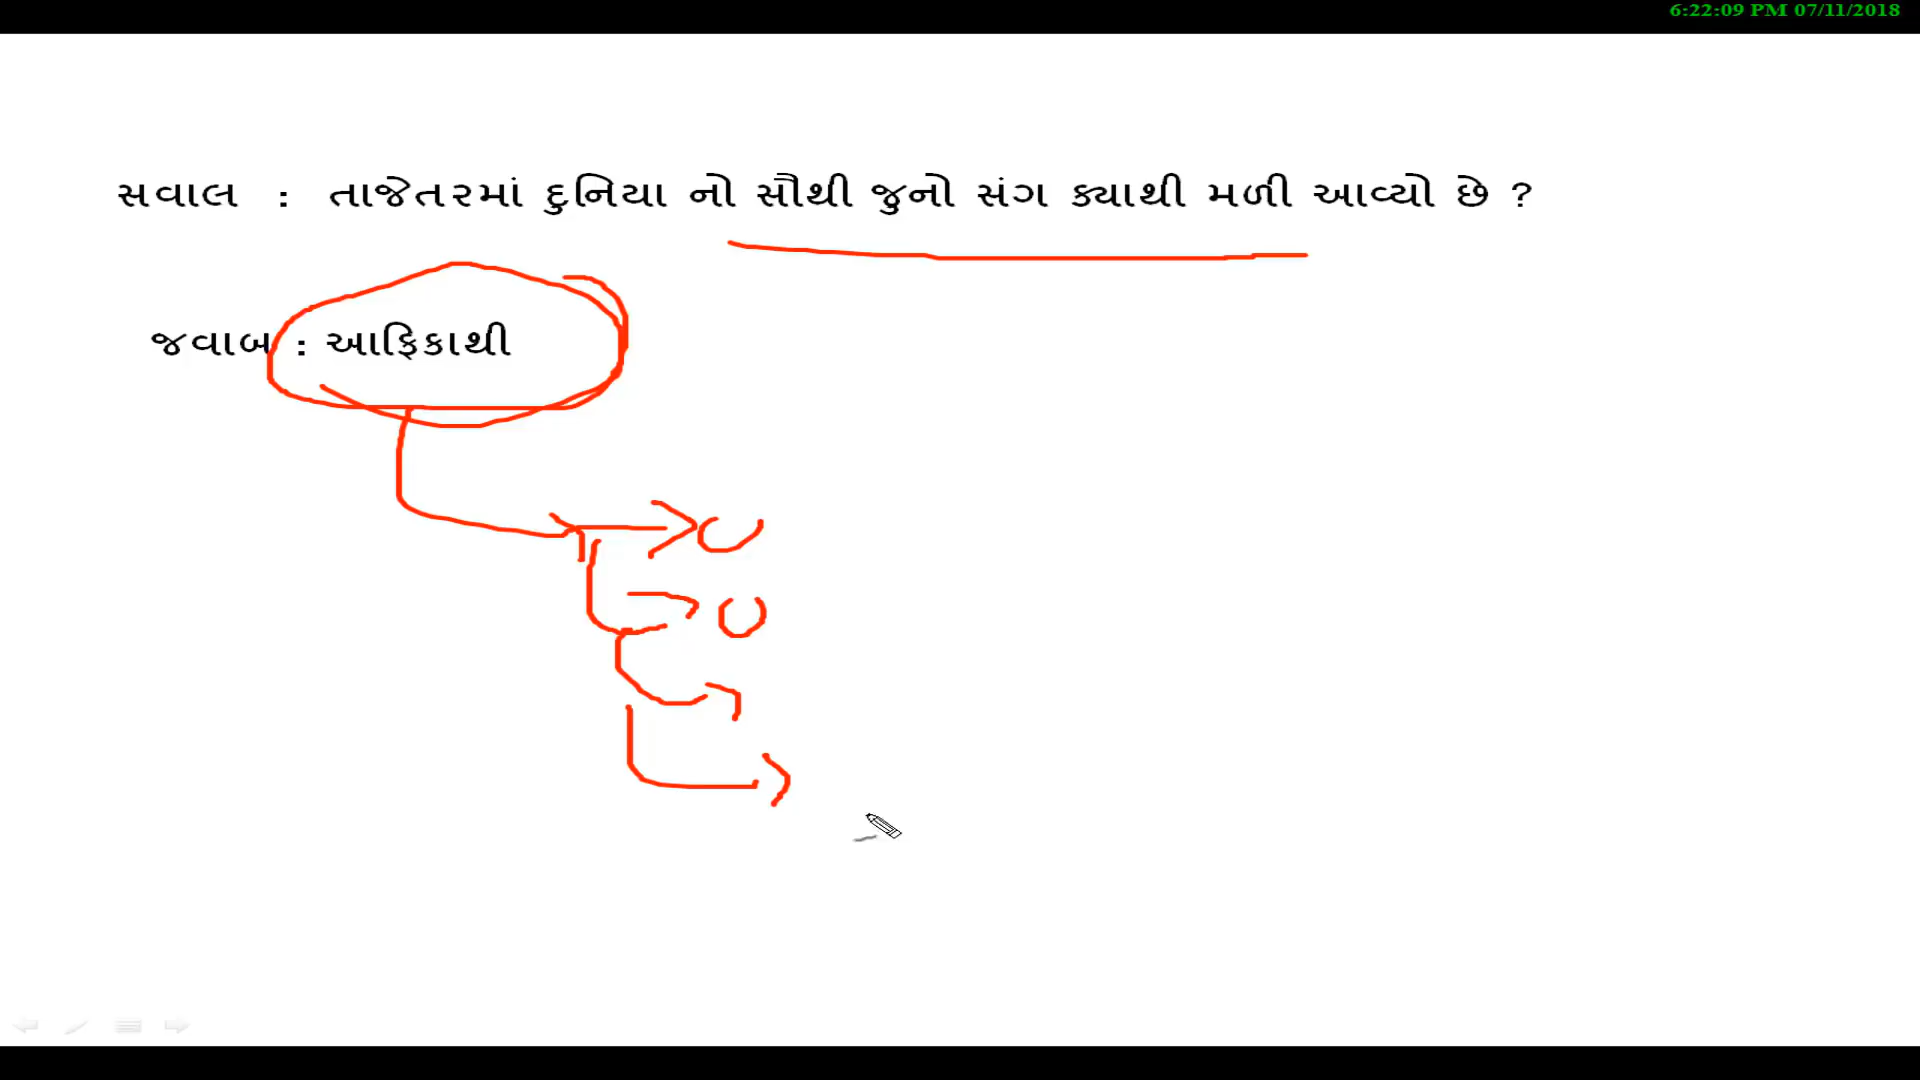 6:22:09 PM 07/11/2018
સવાલ : તાજેતરમાં દુનિયા નો સૌથી જુનો સંગ ક્યાથી મળી આવ્યો છે ?
જવાબ : આફિકાથી